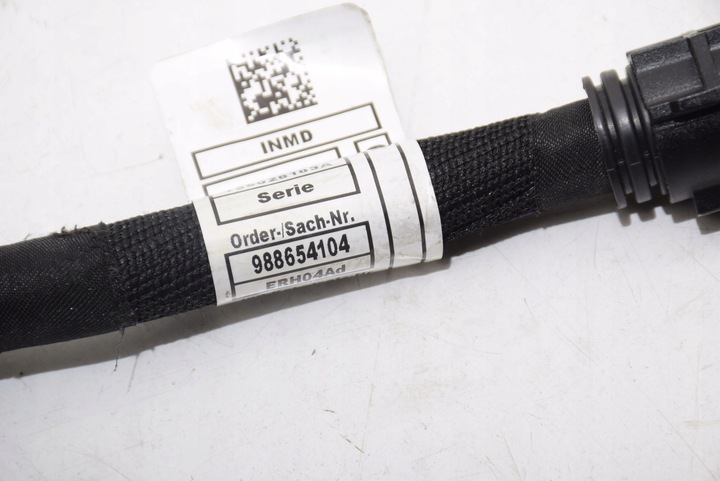 INMD
Serie
Order-/Sach-Nr.
988654104
ERH04Ad